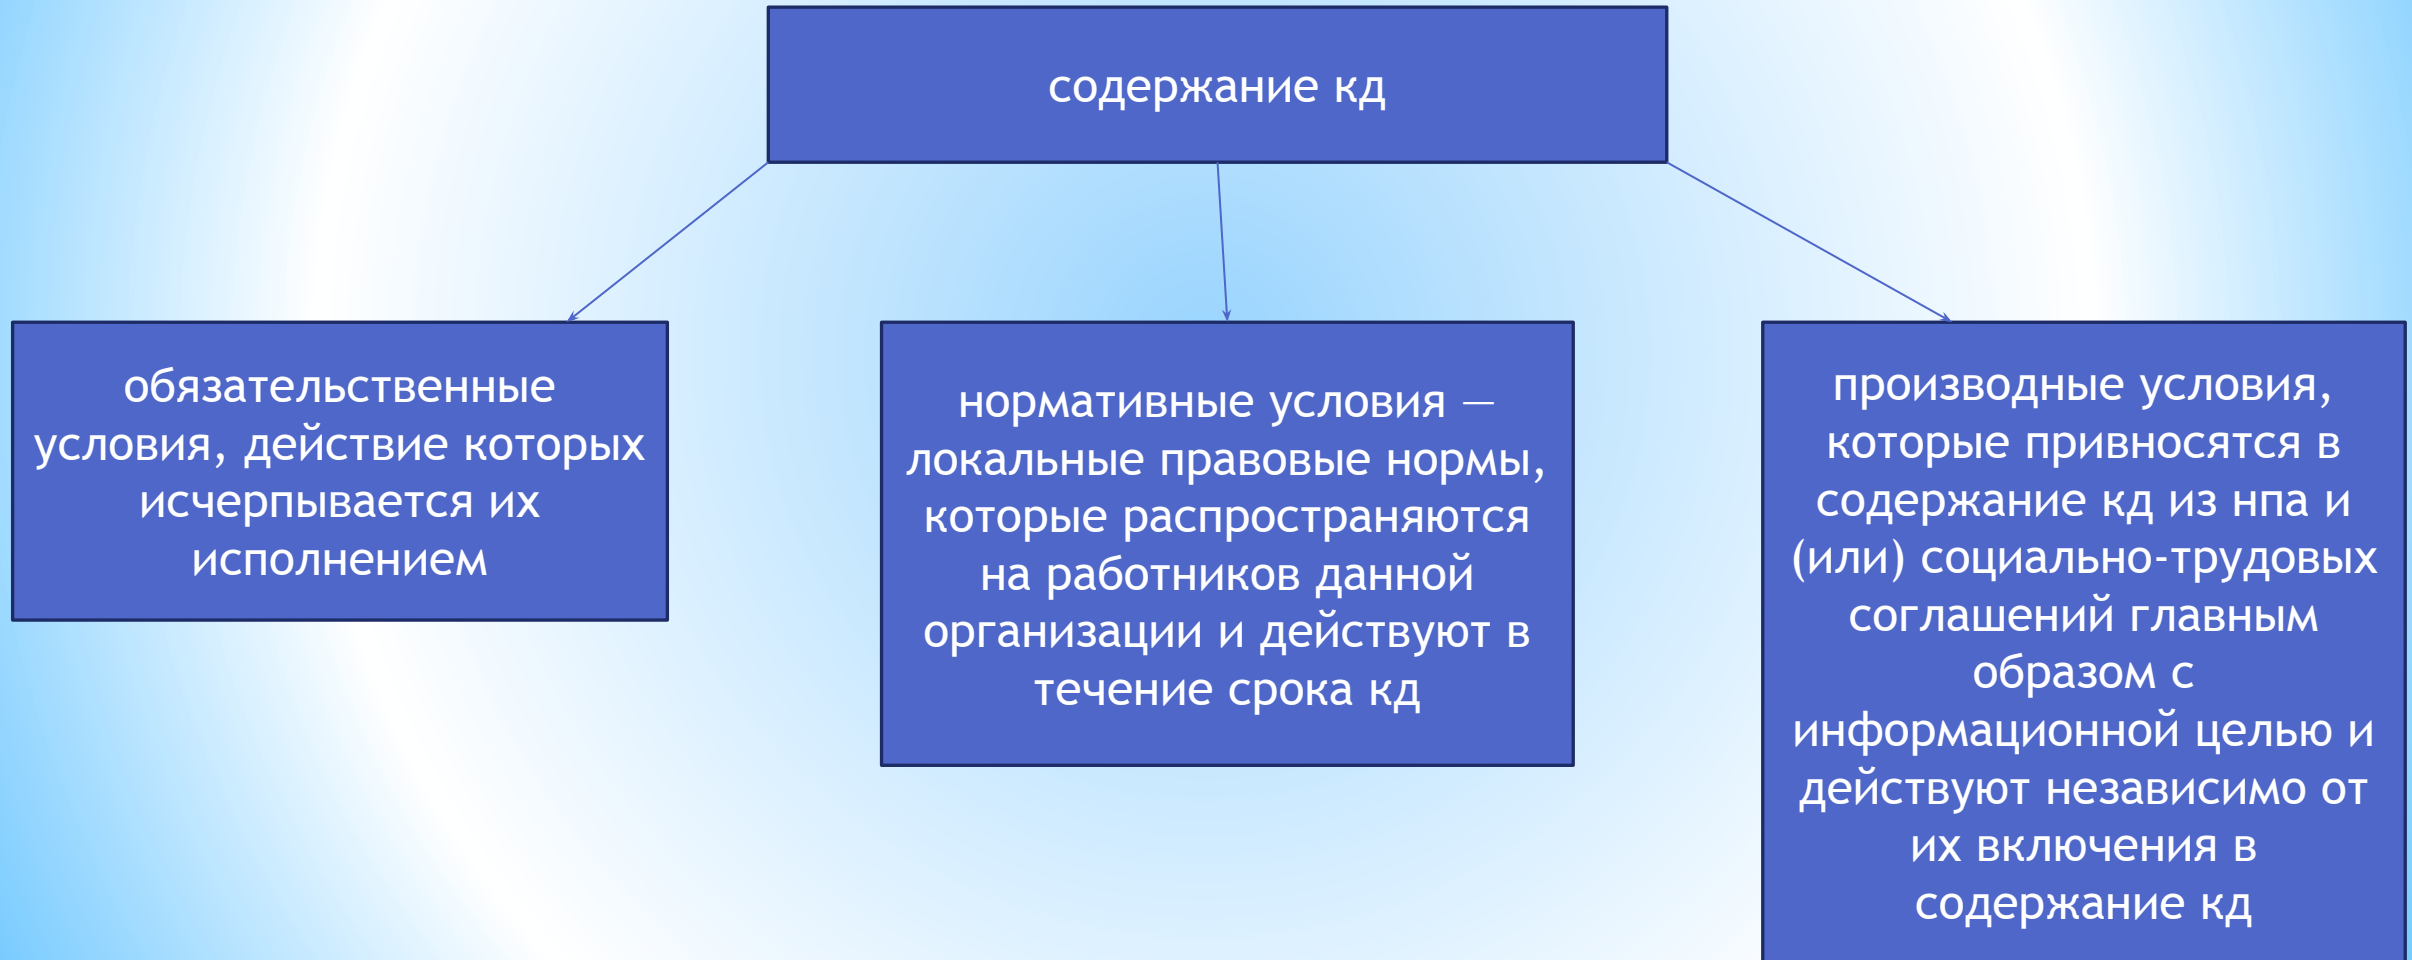 содержание кд
обязательственные
условия, действие которых
исчерпывается их
исполнением
нормативные условия —
локальные правовые нормы,
которые распространяются
на работников данной
организации и действуют в
течение срока кд
производные условия,
которые привносятся в
содержание кд из нпа и
(или) социально-трудовых
соглашений главным
образом с
информационной целью и
действуют независимо от
их включения в
содержание кд